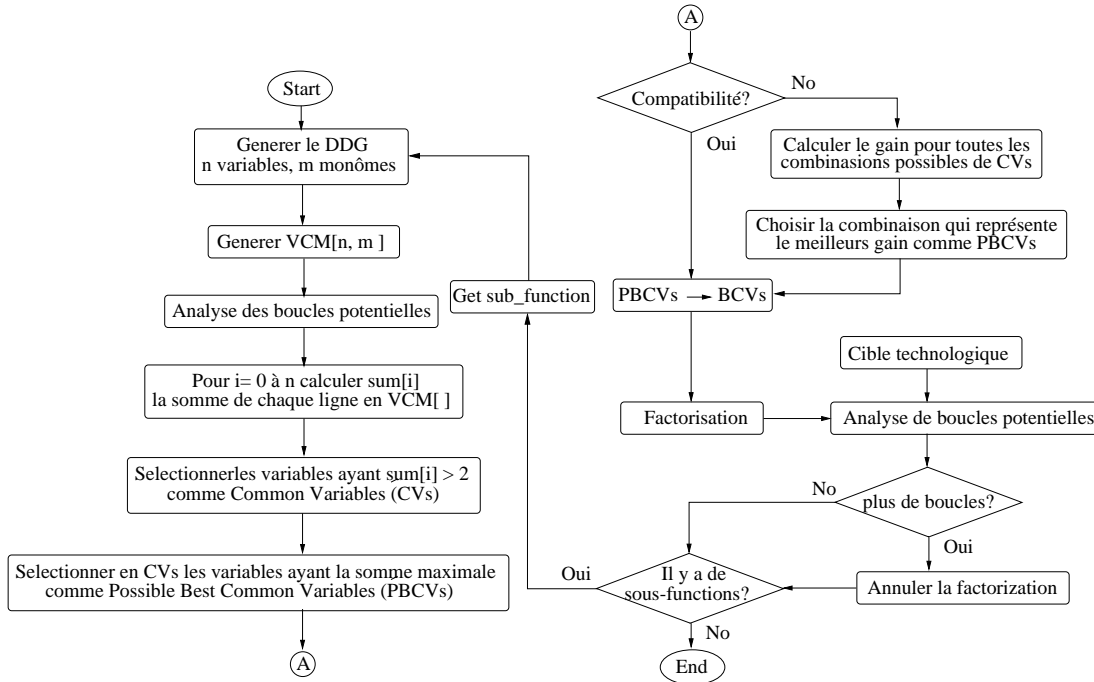 Start
Generer le DDG
n variables, m monômes
Generer VCM[n, m ]
Analyse des boucles potentielles
Pour i= 0 à n calculer sum[i]
la somme de chaque ligne en VCM[ ]
Selectionnerles variables ayant sum[i] > 2
comme Common Variables (CVs)
Selectionner en CVs les variables ayant la somme maximale
comme Possible Best Common Variables (PBCVs)
A
Get sub_function
A
Compatibilité?
No
Oui
Calculer le gain pour toutes les
combinasions possibles de CVs
Choisir la combinaison qui représente
le meilleurs gain comme PBCVs
PBCVs → BCVs
Cible technologique
Factorisation
Analyse de boucles potentielles
plus de boucles?
No
Oui
Annuler la factorization
Il y a de
sous-functions?
Oui
No
End